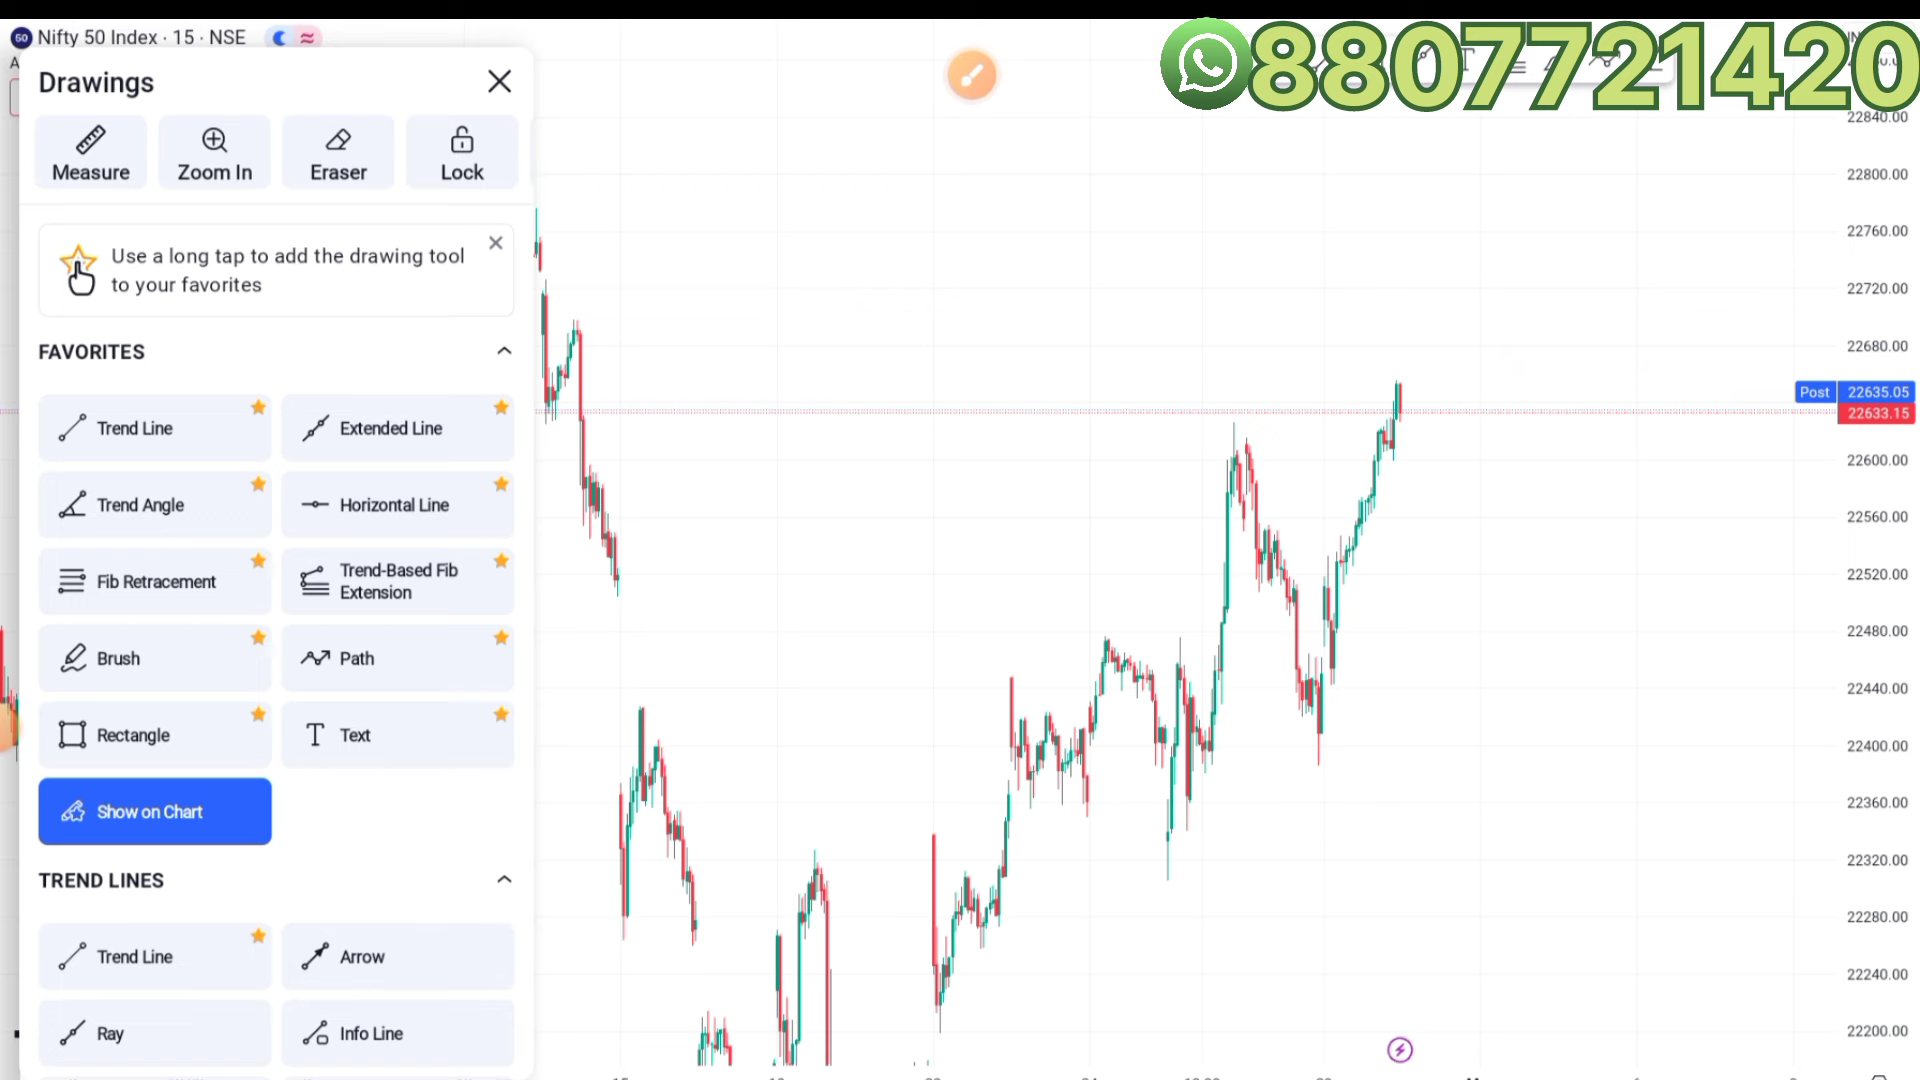 50 Nifty 50 Index · 15 · NSE
8807721420
Drawings
Measure
Zoom In
Eraser
Lock
Use a long tap to add the drawing tool
to your favorites
FAVORITES
Trend Line
Extended Line
Trend Angle
Horizontal Line
Fib Retracement
Trend-Based Fib
Extension
Brush
Path
Rectangle
Text
Show on Chart
TREND LINES
Trend Line
Arrow
Ray
Info Line
22840.00
22800.00
22760.00
22720.00
22680.00
Post 22635.05
22633.15
22600.00
22560.00
22520.00
22480.00
22440.00
22400.00
22360.00
22320.00
22280.00
22240.00
22200.00